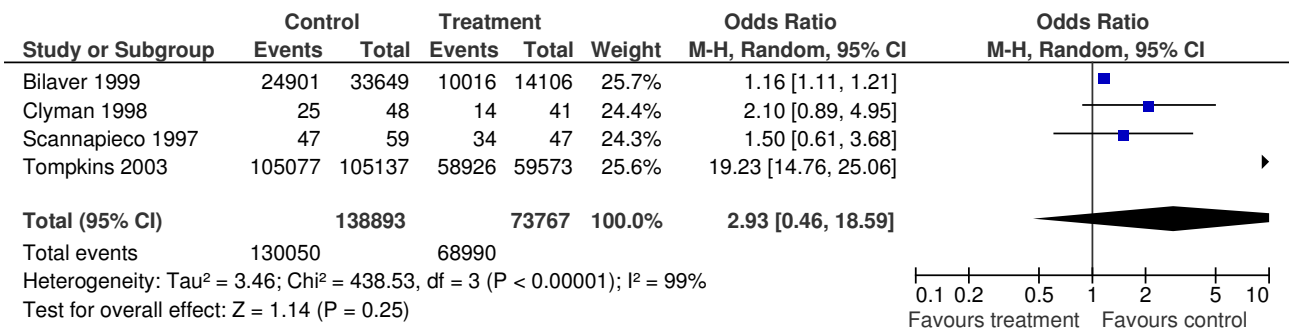 Control Treatment Odds Ratio Odds Ratio
Study or Subgroup Events Total Events Total Weight M-H, Random, 95% CI M-H, Random, 95% CI
Bilaver 1999 24901 33649 10016 14106 25.7% 1.16 [1.11, 1.21]
Clyman 1998 25 48 14 41 24.4% 2.10 [0.89, 4.95]
Scannapieco 1997 47 59 34 47 24.3% 1.50 [0.61, 3.68]
Tompkins 2003 105077 105137 58926 59573 25.6% 19.23 [14.76, 25.06]
Total (95% CI) 138893 73767 100.0% 2.93 [0.46, 18.59]
Total events 130050 68990
Heterogeneity: Tau² = 3.46; Chi² = 438.53, df = 3 (P < 0.00001); I² = 99%
Test for overall effect: Z = 1.14 (P = 0.25)
0.1 0.2 0.5 1 2 5 10
Favours treatment Favours control